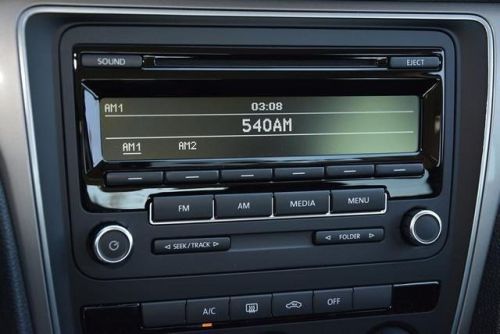 SOUND EJECT
AM1 03:08
540AM
AM1 AM2
FM AM MEDIA MENU
SEEK/TRACK FOLDER
A/C OFF